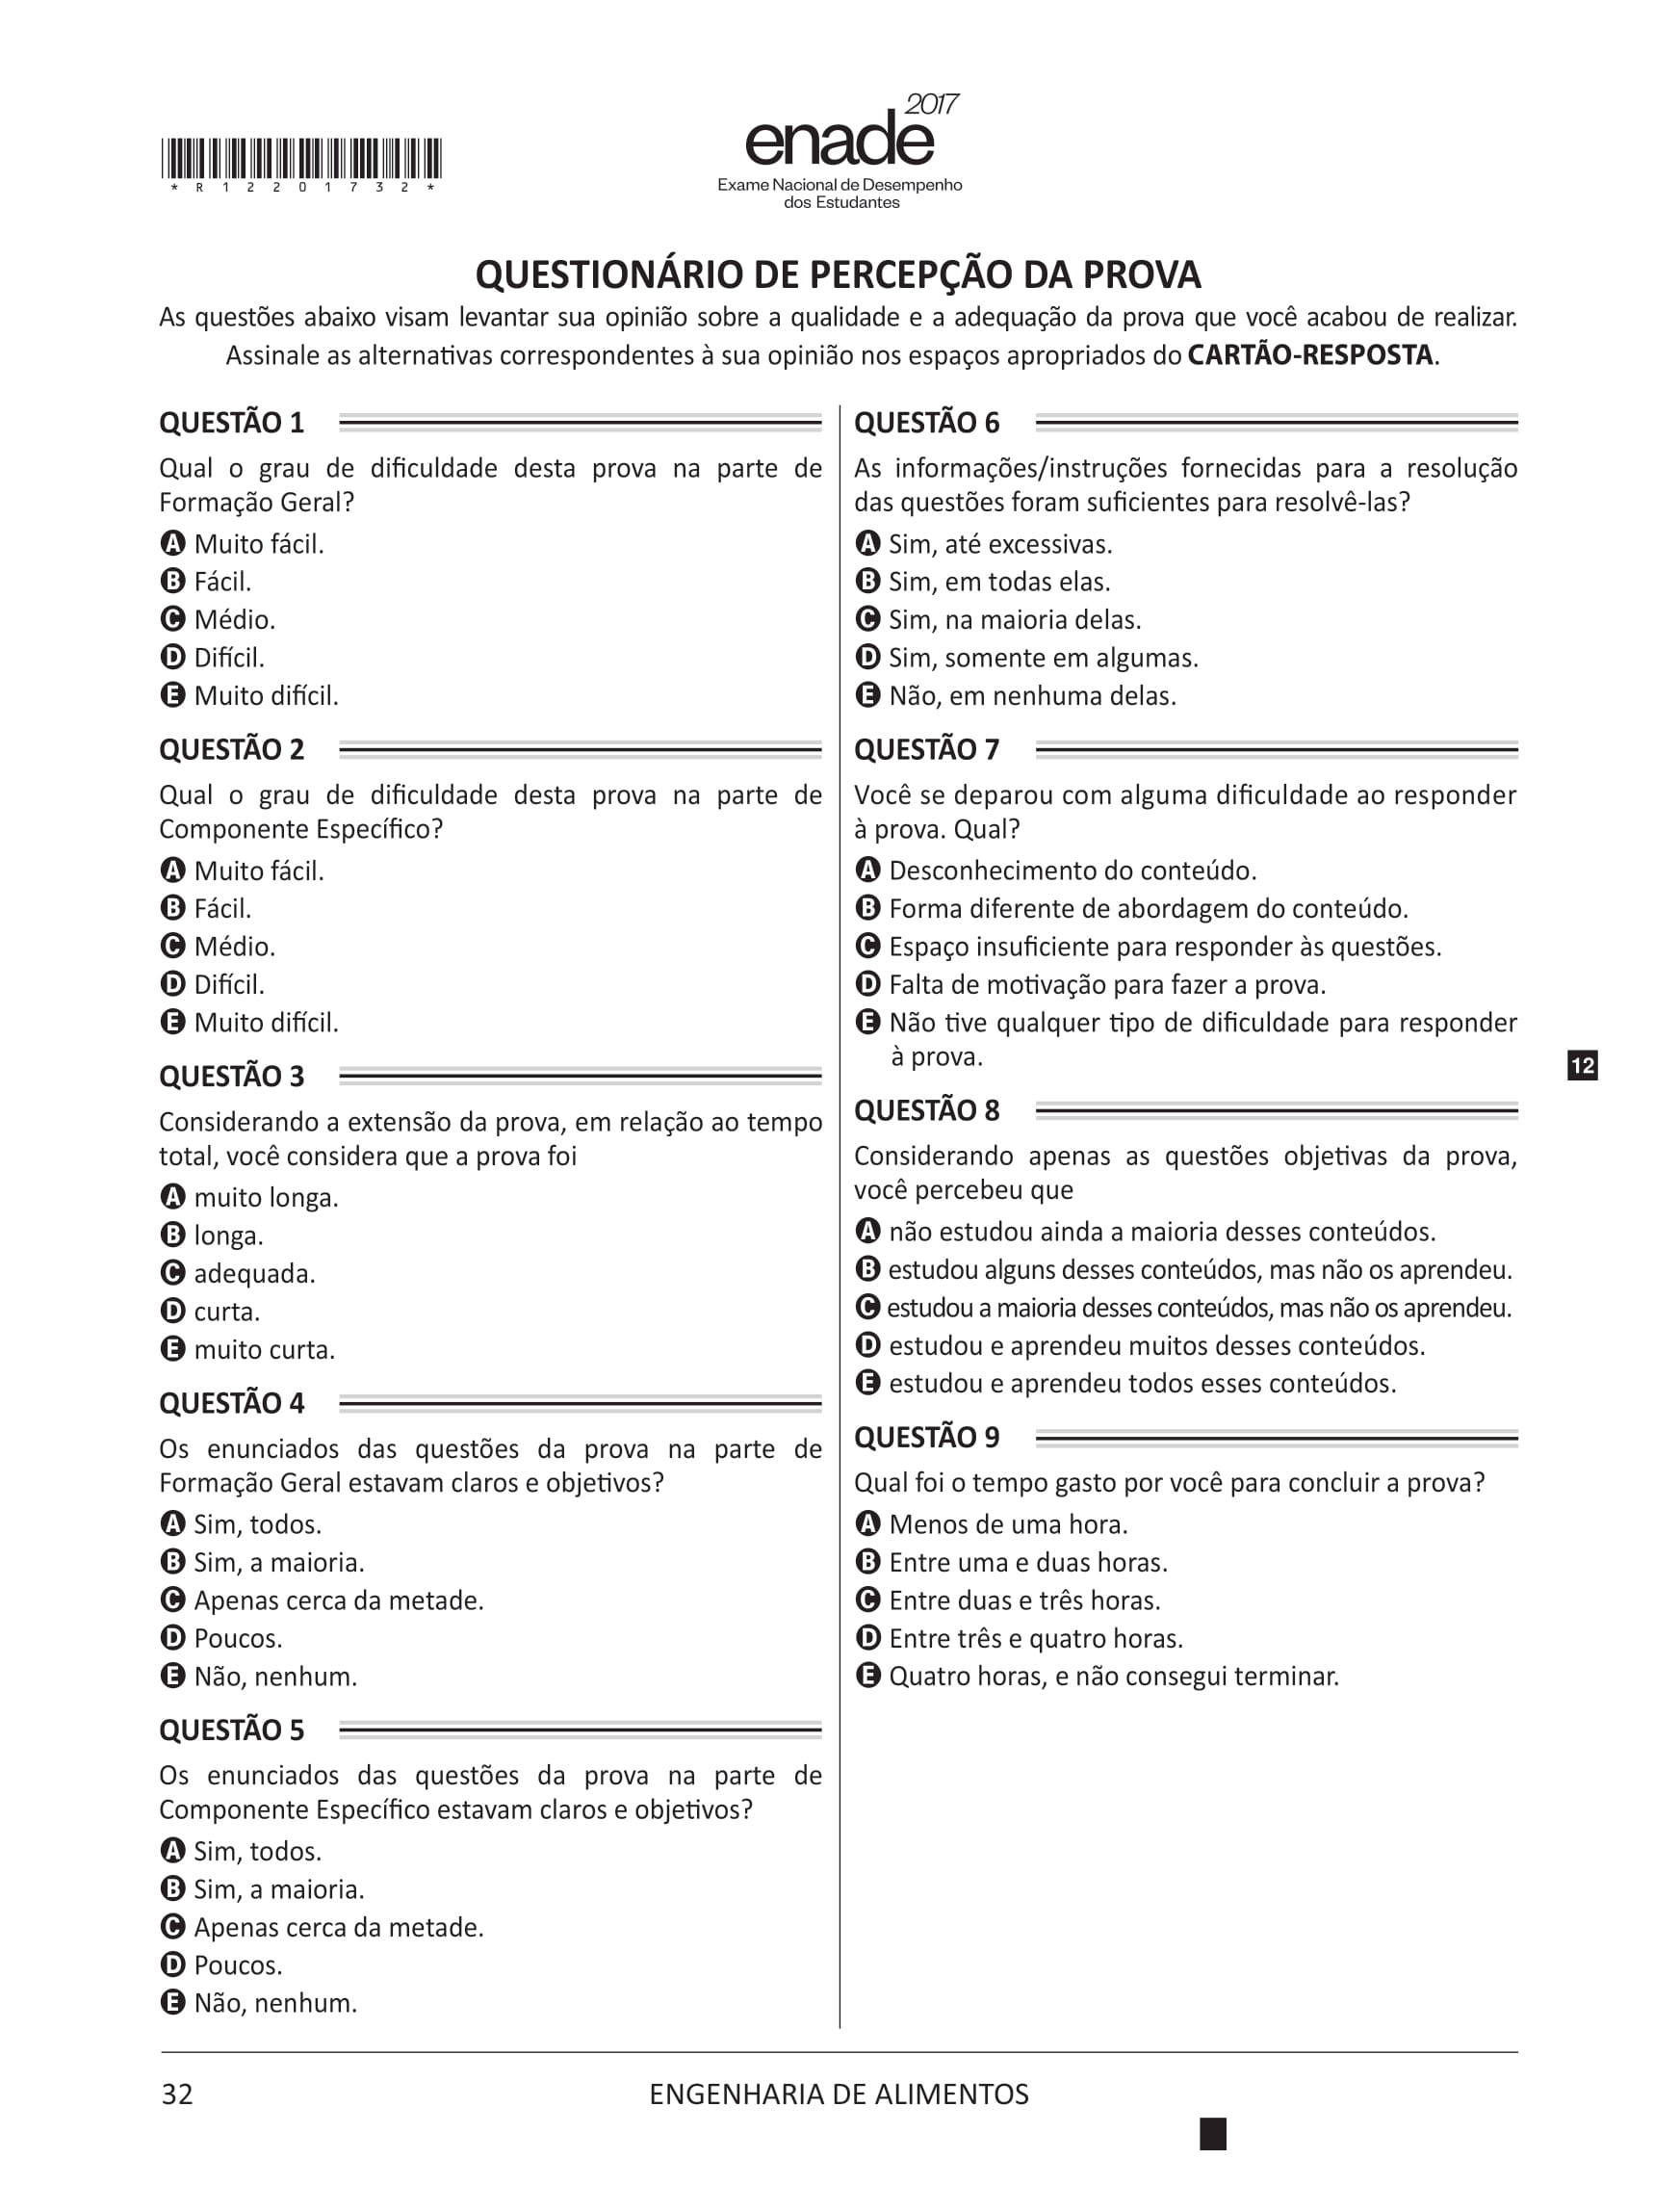 *R12201732*
enade 2017
Exame Nacional de Desempenho
dos Estudantes
QUESTIONÁRIO DE PERCEPÇÃO DA PROVA
As questões abaixo visam levantar sua opinião sobre a qualidade e a adequação da prova que você acabou de realizar.
Assinale as alternativas correspondentes à sua opinião nos espaços apropriados do CARTÃO-RESPOSTA.
QUESTÃO 1
Qual o grau de dificuldade desta prova na parte de
Formação Geral?
A Muito fácil.
B Fácil.
C Médio.
D Difícil.
E Muito difícil.
QUESTÃO 2
Qual o grau de dificuldade desta prova na parte de
Componente Específico?
A Muito fácil.
B Fácil.
C Médio.
D Difícil.
E Muito difícil.
QUESTÃO 3
Considerando a extensão da prova, em relação ao tempo
total, você considera que a prova foi
A muito longa.
B longa.
C adequada.
D curta.
E muito curta.
QUESTÃO 4
Os enunciados das questões da prova na parte de
Formação Geral estavam claros e objetivos?
A Sim, todos.
B Sim, a maioria.
C Apenas cerca da metade.
D Poucos.
E Não, nenhum.
QUESTÃO 5
Os enunciados das questões da prova na parte de
Componente Específico estavam claros e objetivos?
A Sim, todos.
B Sim, a maioria.
C Apenas cerca da metade.
D Poucos.
E Não, nenhum.
QUESTÃO 6
As informações/instruções fornecidas para a resolução
das questões foram suficientes para resolvê-las?
A Sim, até excessivas.
B Sim, em todas elas.
C Sim, na maioria delas.
D Sim, somente em algumas.
E Não, em nenhuma delas.
QUESTÃO 7
Você se deparou com alguma dificuldade ao responder
à prova. Qual?
A Desconhecimento do conteúdo.
B Forma diferente de abordagem do conteúdo.
C Espaço insuficiente para responder às questões.
D Falta de motivação para fazer a prova.
E Não tive qualquer tipo de dificuldade para responder
à prova.
QUESTÃO 8
Considerando apenas as questões objetivas da prova,
você percebeu que
A não estudou ainda a maioria desses conteúdos.
B estudou alguns desses conteúdos, mas não os aprendeu.
C estudou a maioria desses conteúdos, mas não os aprendeu.
D estudou e aprendeu muitos desses conteúdos.
E estudou e aprendeu todos esses conteúdos.
QUESTÃO 9
Qual foi o tempo gasto por você para concluir a prova?
A Menos de uma hora.
B Entre uma e duas horas.
C Entre duas e três horas.
D Entre três e quatro horas.
E Quatro horas, e não consegui terminar.
12
32
ENGENHARIA DE ALIMENTOS